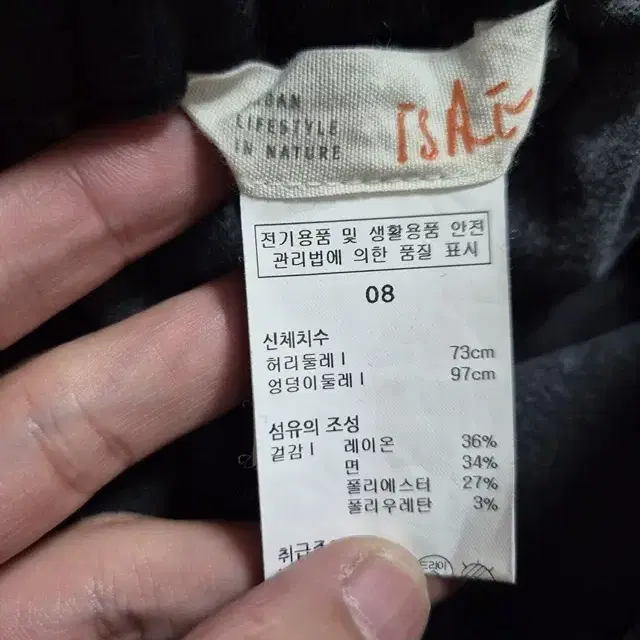 LIFESTYLE
IN NATURE
전기용품 및 생활용품 안전
관리법에 의한 품질 표시
08
신체치수
허리둘레 I 73cm
엉덩이둘레 I 97cm
섬유의 조성
겉감 I 레이온 36%
면 34%
폴리에스터 27%
폴리우레탄 3%
드라이